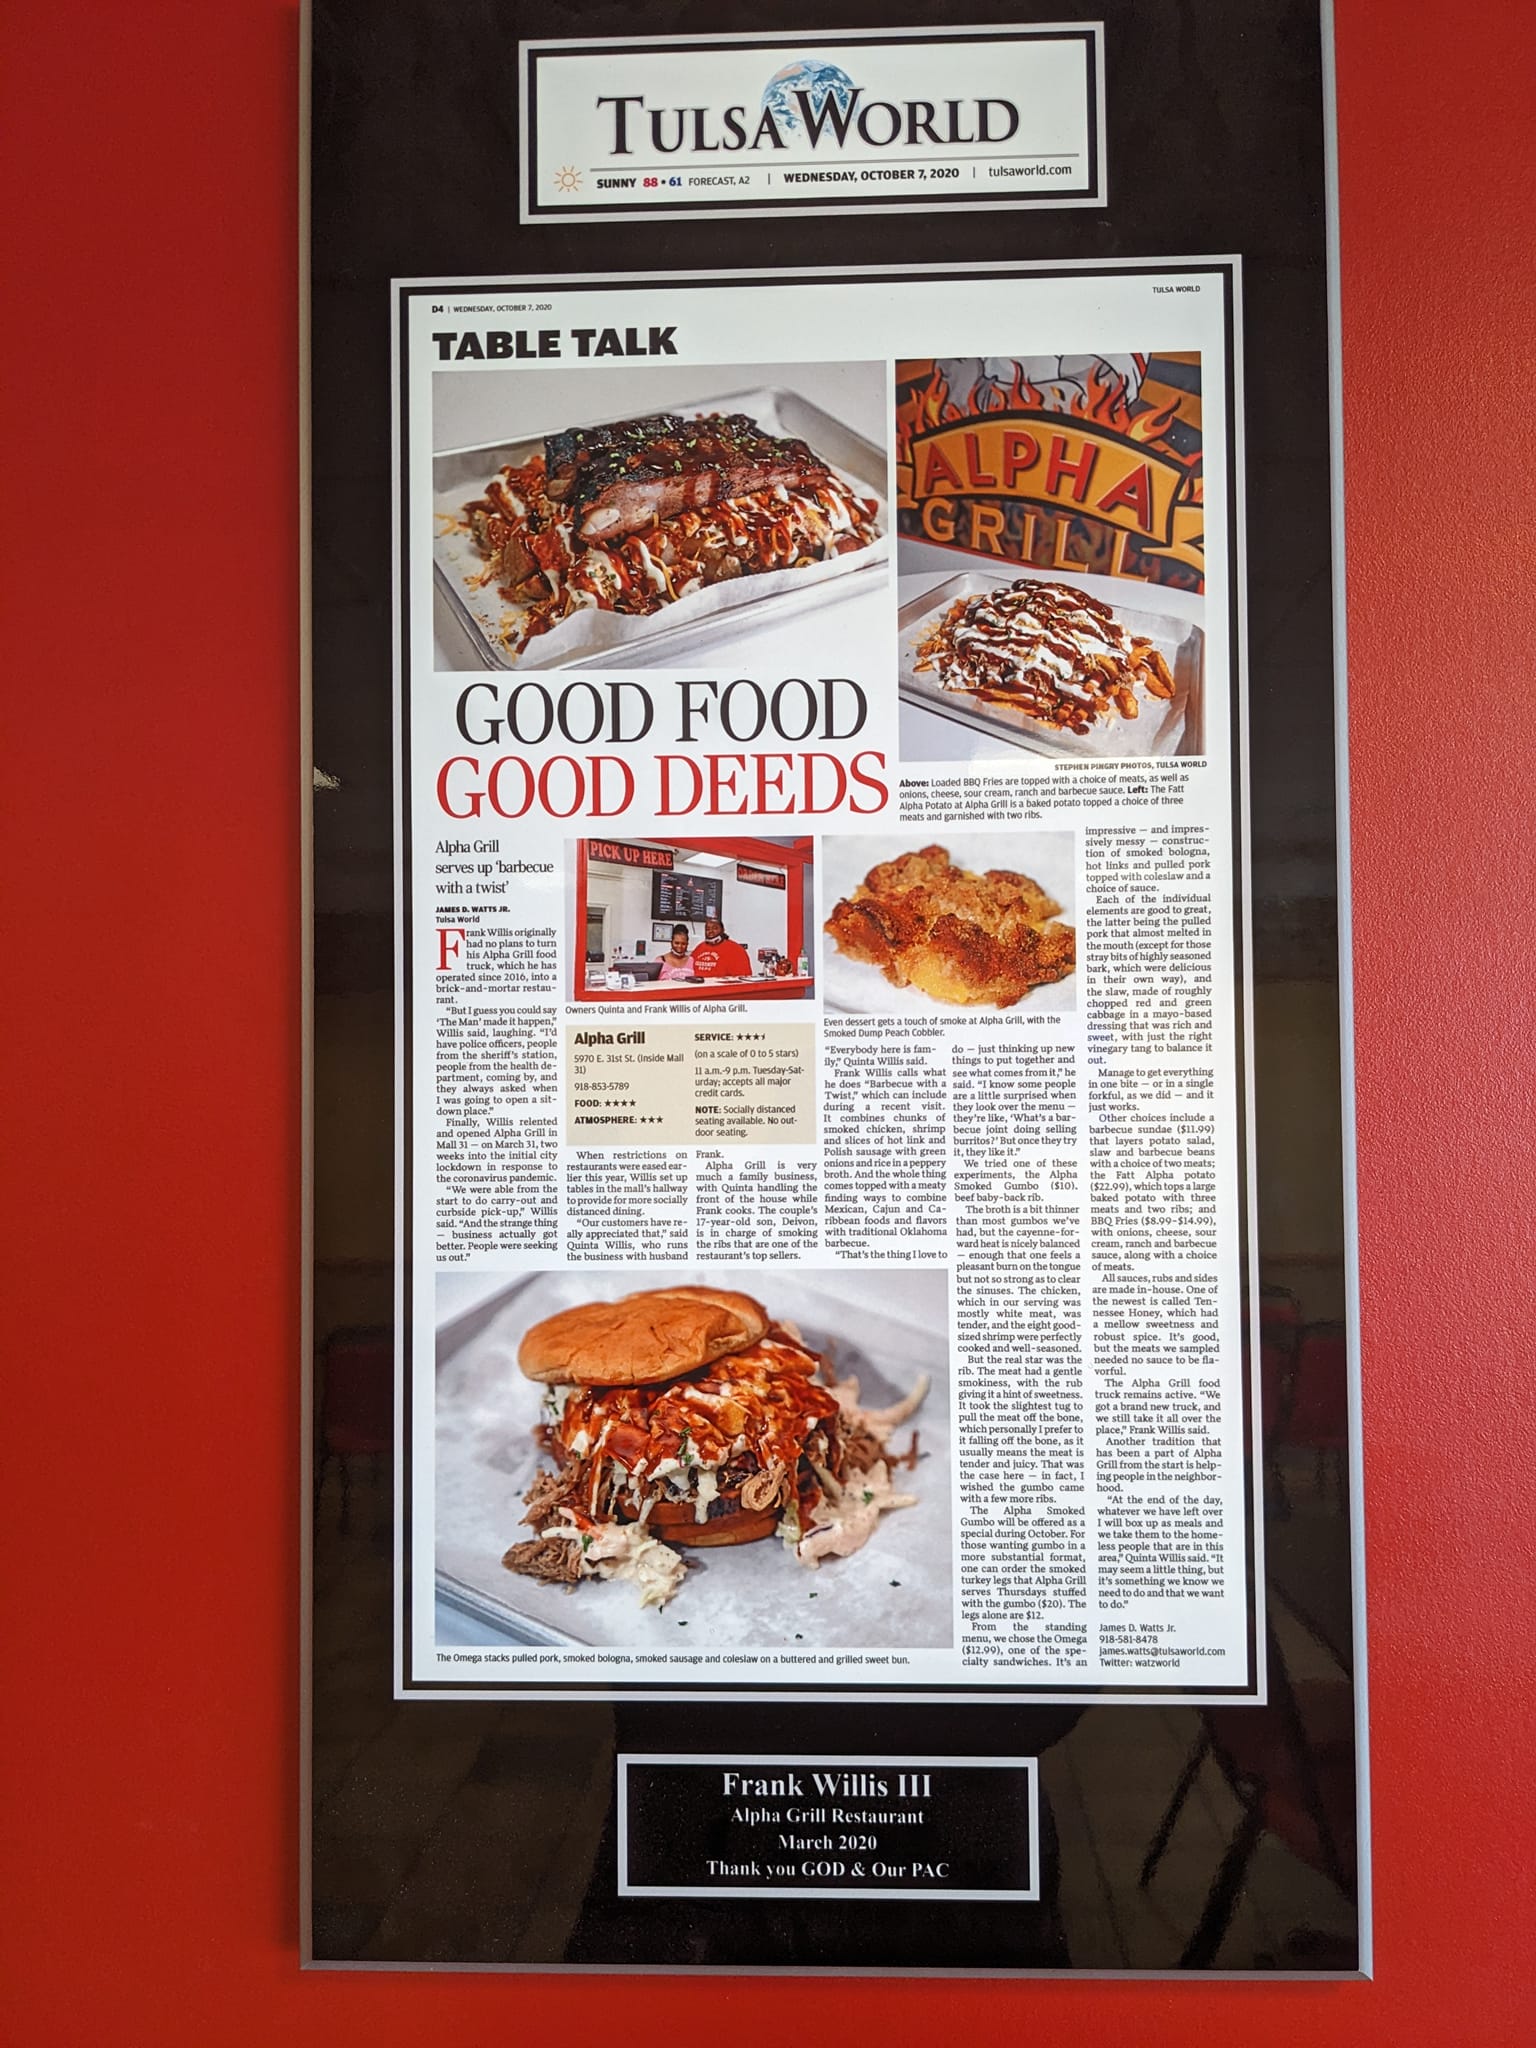 TULSA WORLD
SUNNY 88 • 61 FORECAST, A2 | WEDNESDAY, OCTOBER 7, 2020 | tulsaworld.com
D4 | WEDNESDAY, OCTOBER 7, 2020
TULSA WORLD
TABLE TALK
ALPHA
GRILL
GOOD FOOD
GOOD DEEDS
STEPHEN PINGRY PHOTOS, TULSA WORLD
Above: Loaded BBQ Fries are topped with a choice of meats, as well as
onions, cheese, sour cream, ranch and barbecue sauce. Left: The Fatt
Alpha Potato at Alpha Grill is a baked potato topped a choice of three
meats and garnished with two ribs.
Alpha Grill
serves up ‘barbecue
with a twist’
JAMES D. WATTS JR.
Tulsa World
Frank Willis originally
had no plans to turn
his Alpha Grill food
truck, which he has
operated since 2016, into a
brick-and-mortar restau-
rant.
“But I guess you could say
‘The Man’ made it happen,”
Willis said, laughing. “I’d
have police officers, people
from the sheriff’s station,
people from the health de-
partment, coming by, and
they always asked when
I was going to open a sit-
down place.”
Finally, Willis relented
and opened Alpha Grill in
Mall 31 — on March 31, two
weeks into the initial city
lockdown in response to
the coronavirus pandemic.
“We were able from the
start to do carry-out and
curbside pick-up,” Willis
said. “And the strange thing
— business actually got
better. People were seeking
us out.”
PICK UP HERE
ORDER HERE
Owners Quinta and Frank Willis of Alpha Grill.
Alpha Grill
5970 E. 31st St. (Inside Mall
31)
918-853-5789
FOOD: ★★★★
ATMOSPHERE: ★★★
SERVICE: ★★★½
(on a scale of 0 to 5 stars)
11 a.m.-9 p.m. Tuesday-Sat-
urday; accepts all major
credit cards.
NOTE: Socially distanced
seating available. No out-
door seating.
When restrictions on
restaurants were eased ear-
lier this year, Willis set up
tables in the mall’s hallway
to provide for more socially
distanced dining.
“Our customers have re-
ally appreciated that,” said
Quinta Willis, who runs
the business with husband
Frank.
Alpha Grill is very
much a family business,
with Quinta handling the
front of the house while
Frank cooks. The couple’s
17-year-old son, Deivon,
is in charge of smoking
the ribs that are one of the
restaurant’s top sellers.
Even dessert gets a touch of smoke at Alpha Grill, with the
Smoked Dump Peach Cobbler.
“Everybody here is fam-
ily,” Quinta Willis said.
Frank Willis calls what
he does “Barbecue with a
Twist,” which can include
during a recent visit.
It combines chunks of
smoked chicken, shrimp
and slices of hot link and
Polish sausage with green
onions and rice in a peppery
broth. And the whole thing
comes topped with a meaty
finding ways to combine
Mexican, Cajun and Ca-
ribbean foods and flavors
with traditional Oklahoma
barbecue.
“That’s the thing I love to
do — just thinking up new
things to put together and
see what comes from it,” he
said. “I know some people
are a little surprised when
they look over the menu —
they’re like, ‘What’s a bar-
becue joint doing selling
burritos?’ But once they try
it, they like it.”
We tried one of these
experiments, the Alpha
Smoked Gumbo ($10).
beef baby-back rib.
The broth is a bit thinner
than most gumbos we’ve
had, but the cayenne-for-
ward heat is nicely balanced
— enough that one feels a
pleasant burn on the tongue
but not so strong as to clear
the sinuses. The chicken,
which in our serving was
mostly white meat, was
tender, and the eight good-
sized shrimp were perfectly
cooked and well-seasoned.
But the real star was the
rib. The meat had a gentle
smokiness, with the rub
giving it a hint of sweetness.
It took the slightest tug to
pull the meat off the bone,
which personally I prefer to
it falling off the bone, as it
usually means the meat is
tender and juicy. That was
the case here — in fact, I
wished the gumbo came
with a few more ribs.
The Alpha Smoked
Gumbo will be offered as a
special during October. For
those wanting gumbo in a
more substantial format,
one can order the smoked
turkey legs that Alpha Grill
serves Thursdays stuffed
with the gumbo ($20). The
legs alone are $12.
From the standing
menu, we chose the Omega
($12.99), one of the spe-
cialty sandwiches. It’s an
impressive — and impres-
sively messy — construc-
tion of smoked bologna,
hot links and pulled pork
topped with coleslaw and a
choice of sauce.
Each of the individual
elements are good to great,
the latter being the pulled
pork that almost melted in
the mouth (except for those
stray bits of highly seasoned
bark, which were delicious
in their own way), and
the slaw, made of roughly
chopped red and green
cabbage in a mayo-based
dressing that was rich and
sweet, with just the right
vinegary tang to balance it
out.
Manage to get everything
in one bite — or in a single
forkful, as we did — and it
just works.
Other choices include a
barbecue sundae ($11.99)
that layers potato salad,
slaw and barbecue beans
with a choice of two meats;
the Fatt Alpha potato
($22.99), which tops a large
baked potato with three
meats and two ribs; and
BBQ Fries ($8.99-$14.99),
with onions, cheese, sour
cream, ranch and barbecue
sauce, along with a choice
of meats.
All sauces, rubs and sides
are made in-house. One of
the newest is called Ten-
nessee Honey, which had
a mellow sweetness and
robust spice. It’s good,
but the meats we sampled
needed no sauce to be fla-
vorful.
The Alpha Grill food
truck remains active. “We
got a brand new truck, and
we still take it all over the
place,” Frank Willis said.
Another tradition that
has been a part of Alpha
Grill from the start is help-
ing people in the neighbor-
hood.
“At the end of the day,
whatever we have left over
I will box up as meals and
we take them to the home-
less people that are in this
area,” Quinta Willis said. “It
may seem a little thing, but
it’s something we know we
need to do and that we want
to do.”
James D. Watts Jr.
918-581-8478
james.watts@tulsaworld.com
Twitter: watzworld
The Omega stacks pulled pork, smoked bologna, smoked sausage and coleslaw on a buttered and grilled sweet bun.
Frank Willis III
Alpha Grill Restaurant
March 2020
Thank you GOD & Our PAC